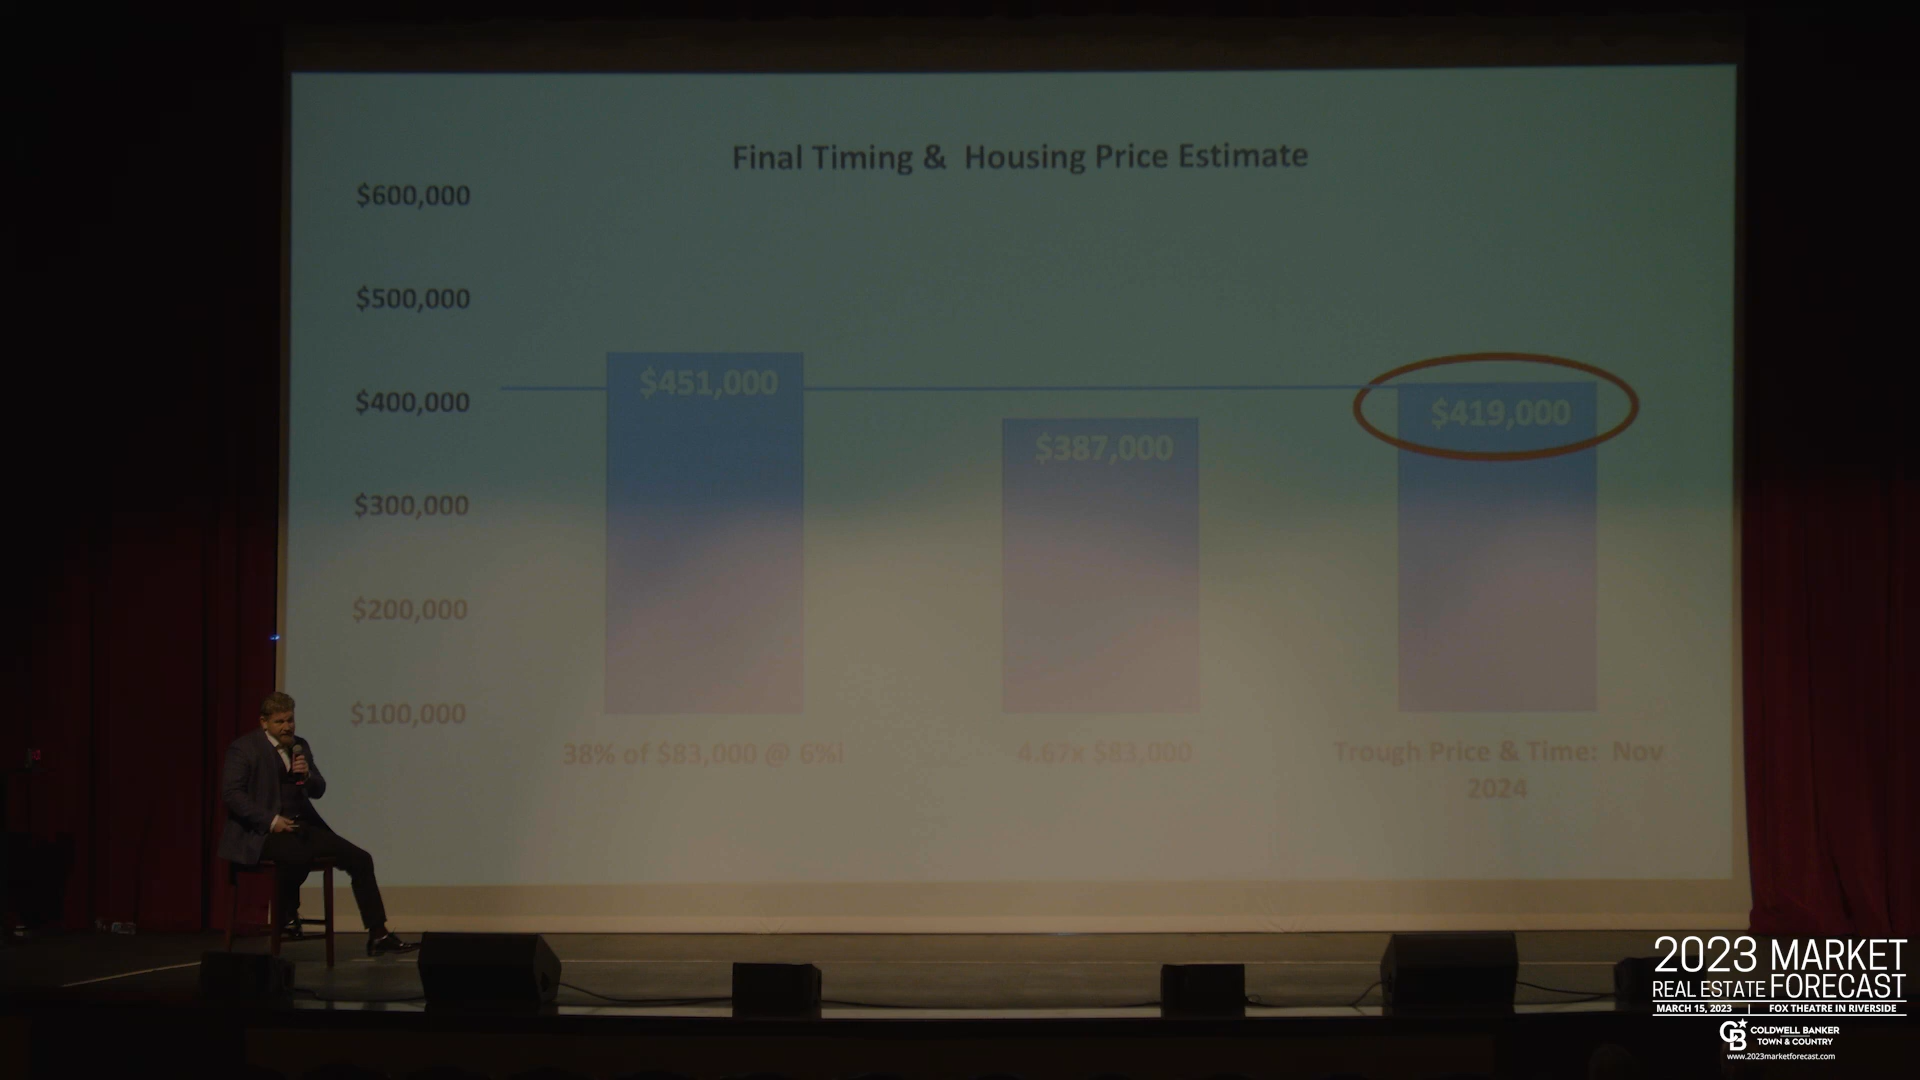 Final Timing & Housing Price Estimate
$600,000
$500,000
$400,000
$300,000
$200,000
$100,000
$451,000
$387,000
$419,000
38% of $83,000 @ 6%i
4.67x $83,000
Trough Price & Time: Nov
2024
2023 MARKET
REAL ESTATE FORECAST
MARCH 15, 2023 | FOX THEATRE IN RIVERSIDE
CB COLDWELL BANKER
TOWN & COUNTRY
www.2023marketforecast.com